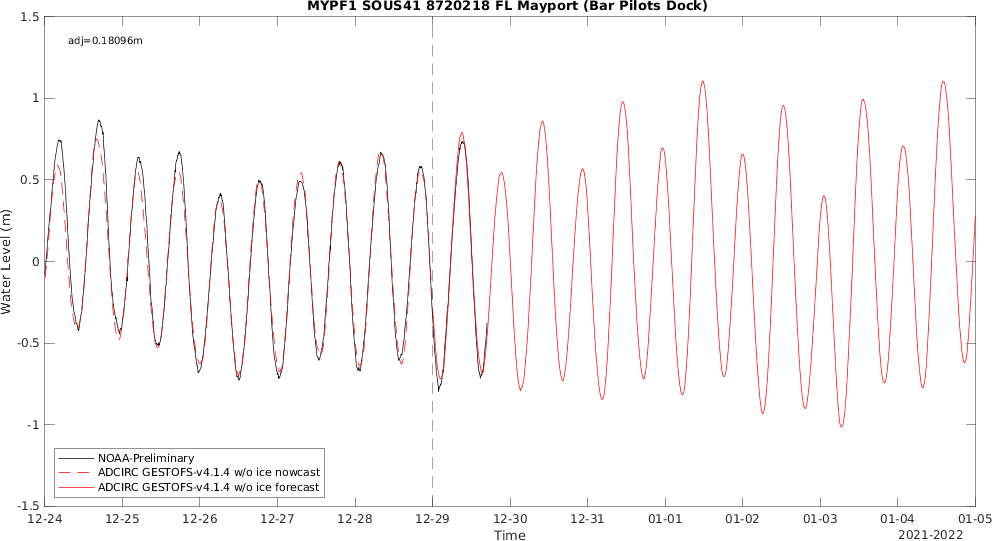 MYPF1 SOUS41 8720218 FL Mayport (Bar Pilots Dock)
adj=0.18096m
1.5
1
0.5
0
-0.5
-1
-1.5
Water Level (m)
NOAA-Preliminary
ADCIRC GESTOFS-v4.1.4 w/o ice nowcast
ADCIRC GESTOFS-v4.1.4 w/o ice forecast
12-24 12-25 12-26 12-27 12-28 12-29 12-30 12-31 01-01 01-02 01-03 01-04 01-05
Time
2021-2022